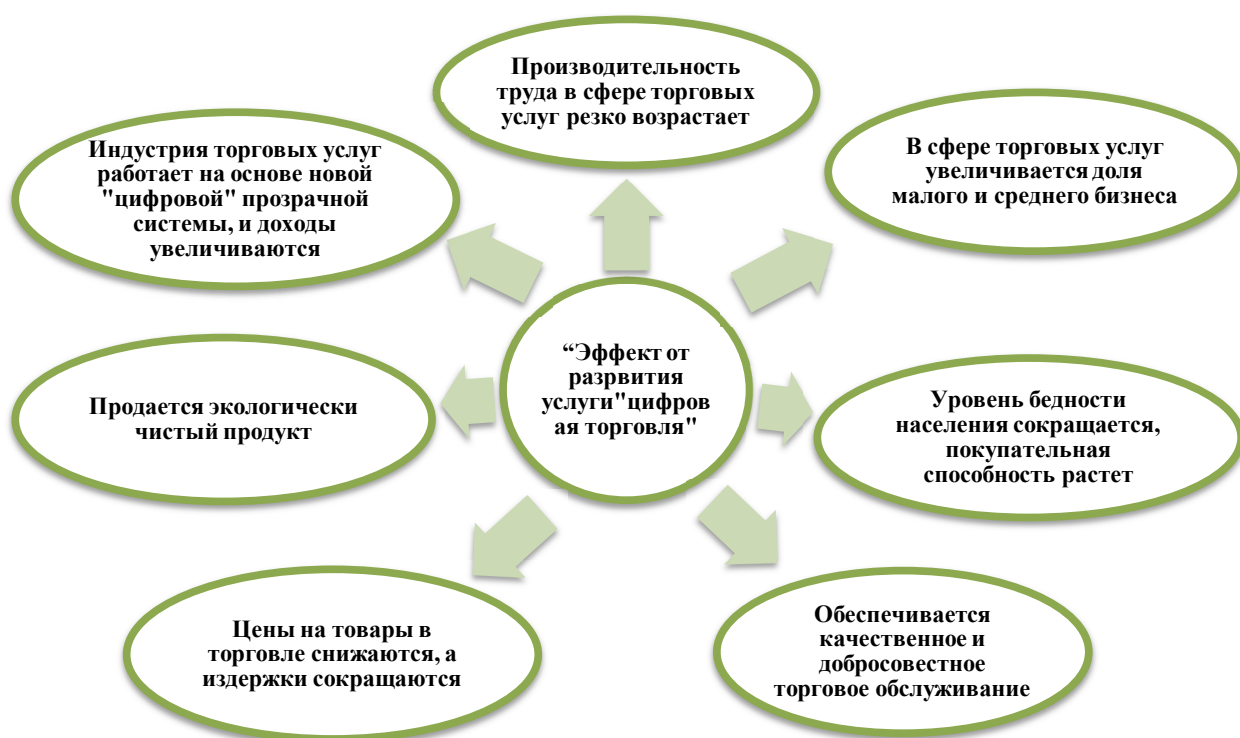 Производительность
труда в сфере торговых
услуг резко возрастает
Индустрия торговых услуг
работает на основе новой
"цифровой" прозрачной
системы, и доходы
увеличиваются
В сфере торговых услуг
увеличивается доля
малого и среднего бизнеса
“Эффект от
разрвития
услуги"цифров
ая торговля"
Продается экологически
чистый продукт
Уровень бедности
населения сокращается,
покупательная
способность растет
Цены на товары в
торговле снижаются, а
издержки сокращаются
Обеспечивается
качественное и
добросовестное
торговое обслуживание